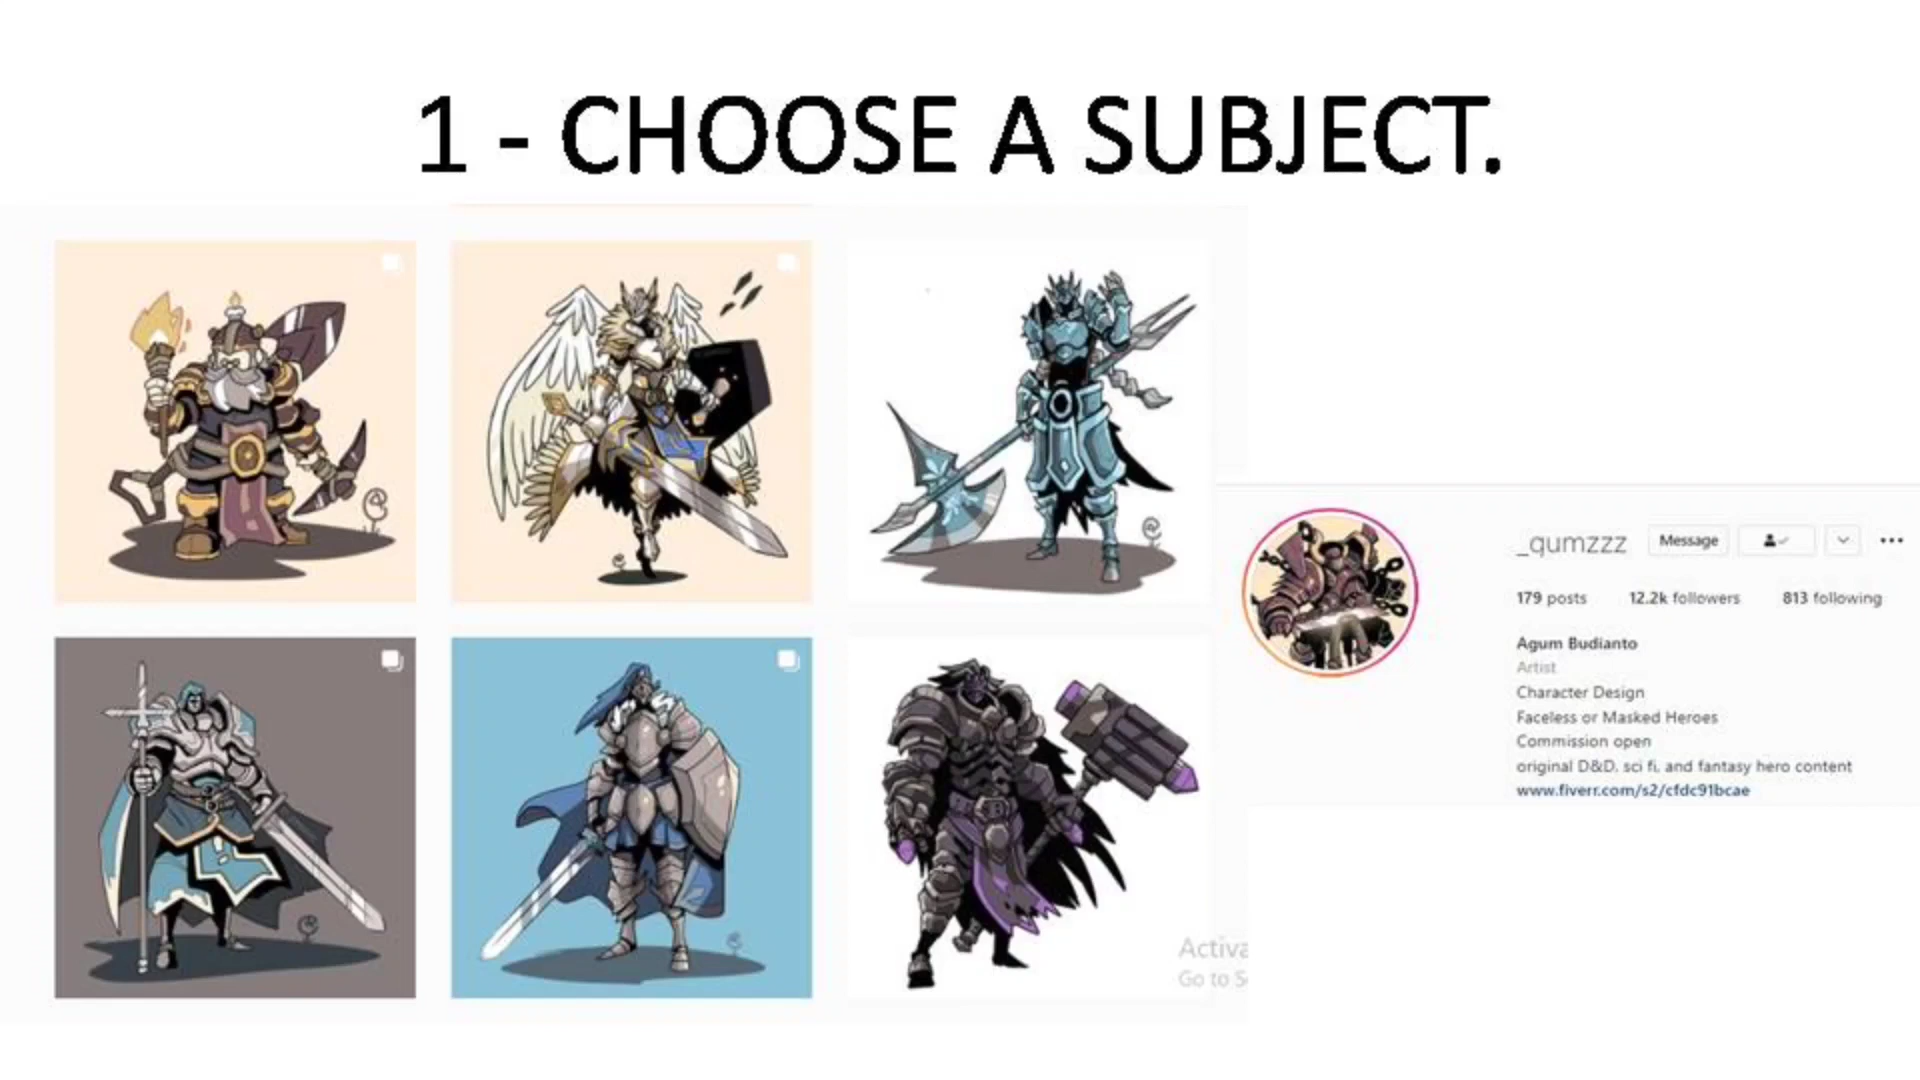 1 - CHOOSE A SUBJECT.
_qumzzz Message
179 posts 12.2k followers 813 following
Agum Budianto
Artist
Character Design
Faceless or Masked Heroes
Commission open
original D&D, sci fi, and fantasy hero content
www.fiverr.com/s2/cfdc91bcae
Activa
Go to S